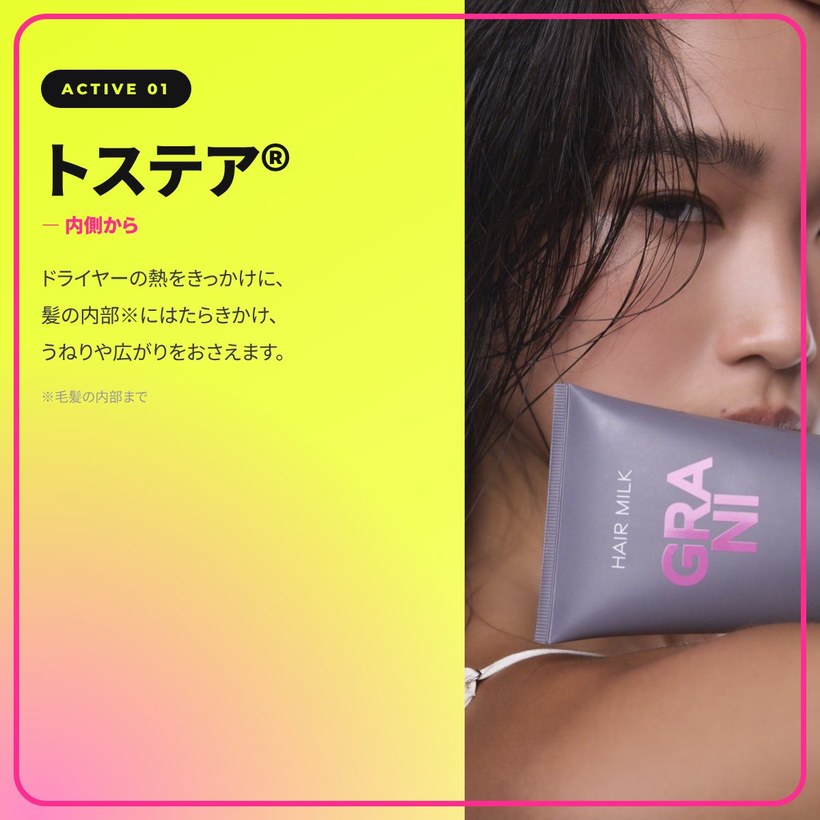 ACTIVE 01
トステア®
— 内側から
ドライヤーの熱をきっかけに、
髪の内部※にはたらきかけ、
うねりや広がりをおさえます。
※毛髪の内部まで
HAIR MILK
GRA
NI